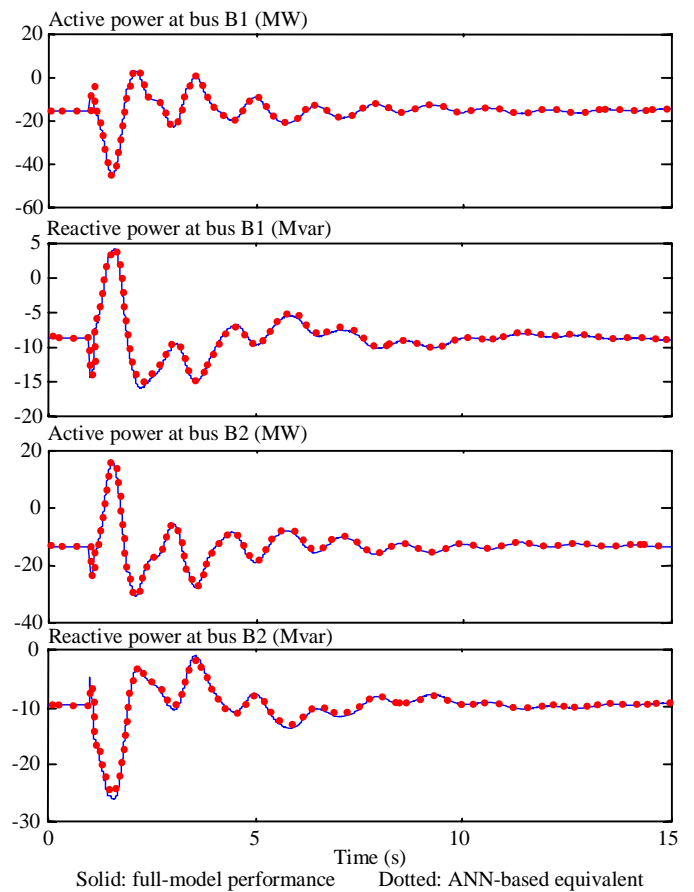 Active power at bus B1 (MW)
20
0
-20
-40
-60
Reactive power at bus B1 (Mvar)
5
0
-5
-10
-15
-20
Active power at bus B2 (MW)
20
0
-20
-40
Reactive power at bus B2 (Mvar)
0
-10
-20
-30
0 5 10 15
Time (s)
Solid: full-model performance Dotted: ANN-based equivalent